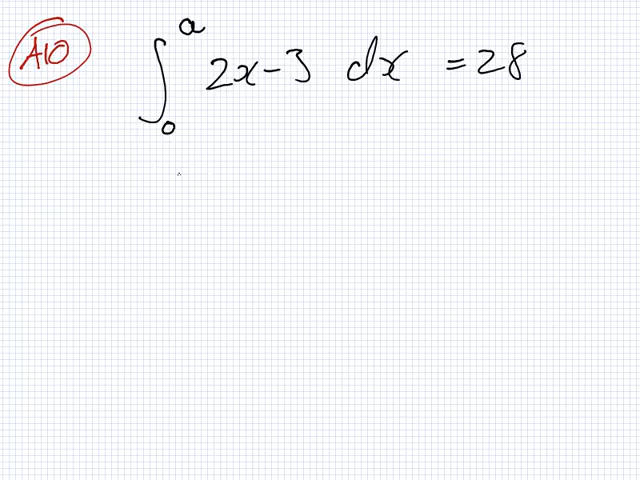 A10
∫₀ᵃ 2x-3 dx = 28